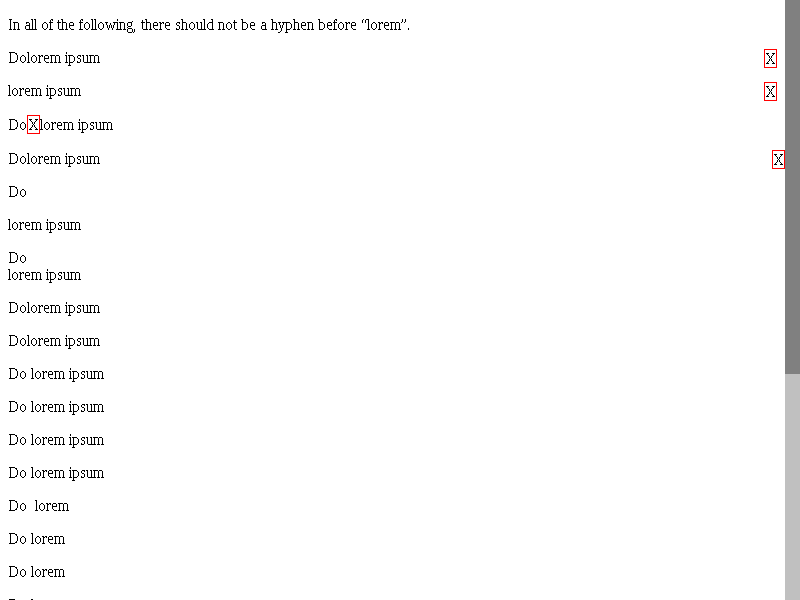 In all of the following, there should not be a hyphen before “lorem”.
Dolorem ipsum X
lorem ipsum X
DoXlorem ipsum
Dolorem ipsum X
Do
lorem ipsum
Do
lorem ipsum
Dolorem ipsum
Dolorem ipsum
Do lorem ipsum
Do lorem ipsum
Do lorem ipsum
Do lorem ipsum
Do  lorem
Do lorem
Do lorem